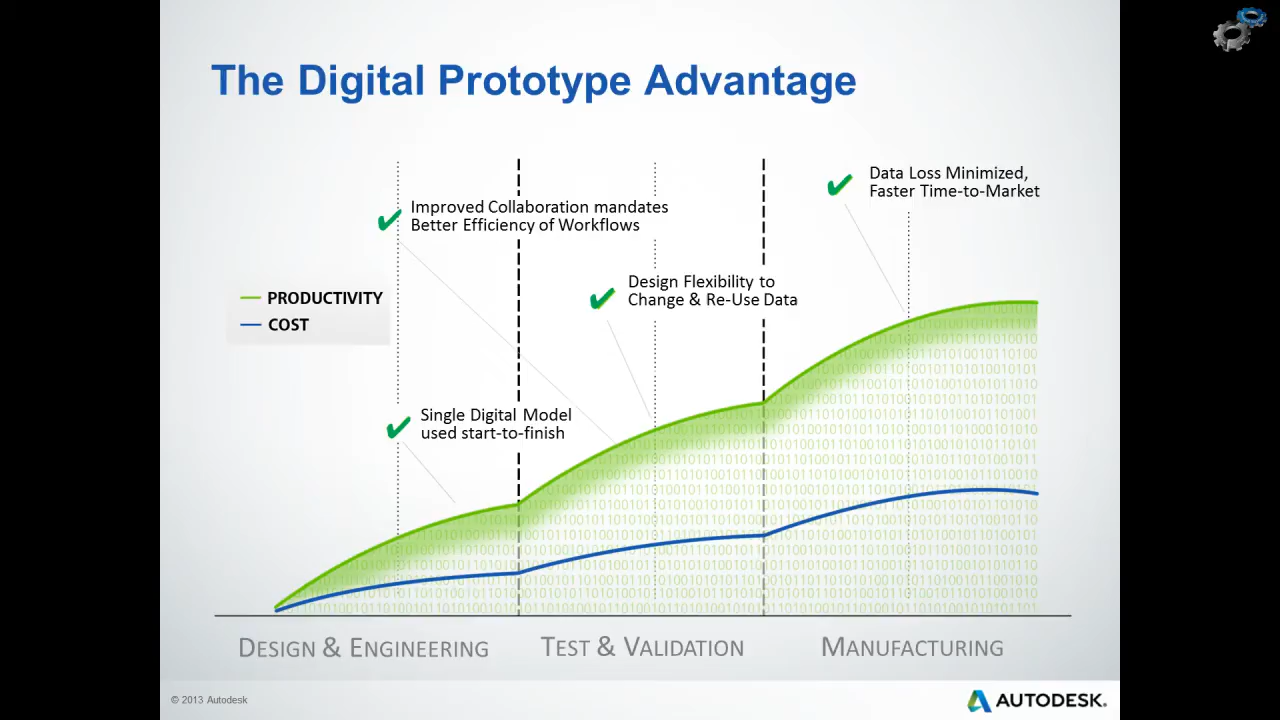 The Digital Prototype Advantage
Data Loss Minimized,
Faster Time-to-Market
Improved Collaboration mandates
Better Efficiency of Workflows
Design Flexibility to
Change & Re-Use Data
PRODUCTIVITY
COST
Single Digital Model
used start-to-finish
DESIGN & ENGINEERING
TEST & VALIDATION
MANUFACTURING
© 2013 Autodesk
AUTODESK.